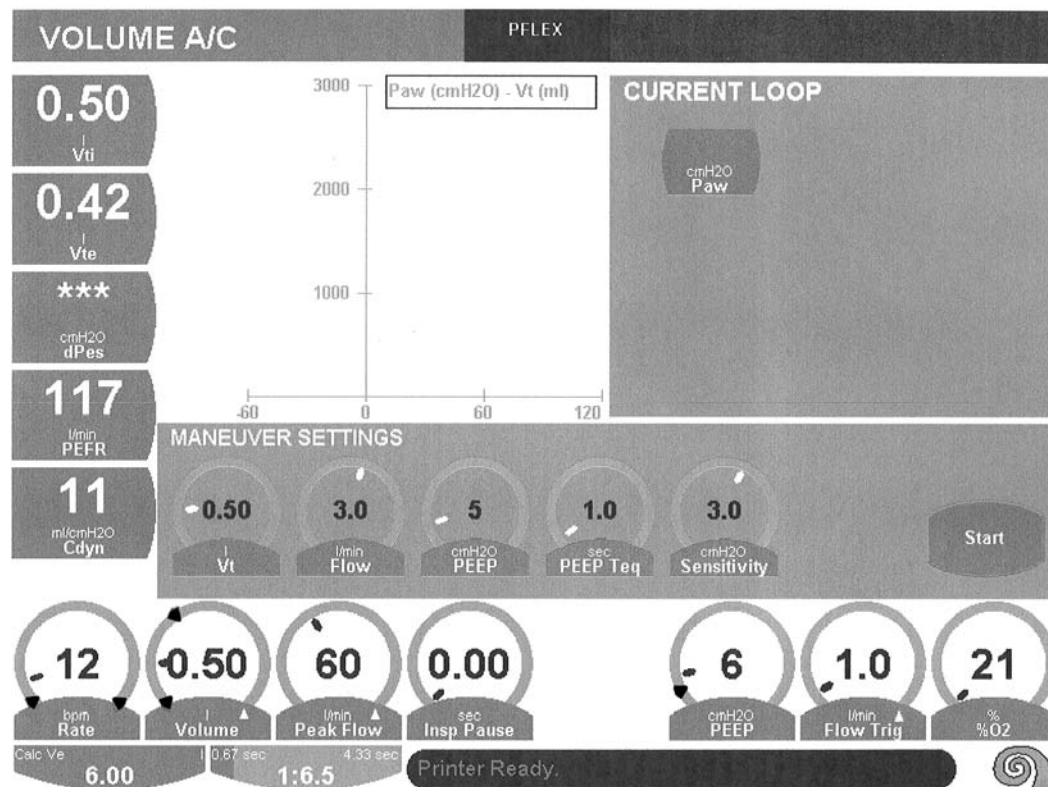 VOLUME A/C
PFLEX
0.50
l
Vti
0.42
l
Vte
***
cmH2O
dPes
117
l/min
PEFR
11
ml/cmH2O
Cdyn
3000
2000
1000
-60 0 60 120
Paw (cmH2O) - Vt (ml)
CURRENT LOOP
cmH2O
Paw
MANEUVER SETTINGS
0.50
l
Vt
3.0
l/min
Flow
5
cmH2O
PEEP
1.0
sec
PEEP Teq
3.0
cmH2O
Sensitivity
Start
12
bpm
Rate
0.50
l
Volume
60
l/min
Peak Flow
0.00
sec
Insp Pause
6
cmH2O
PEEP
1.0
l/min
Flow Trig
21
%
%O2
Calc Ve l
6.00
0.67 sec 4.33 sec
1:6.5
Printer Ready.